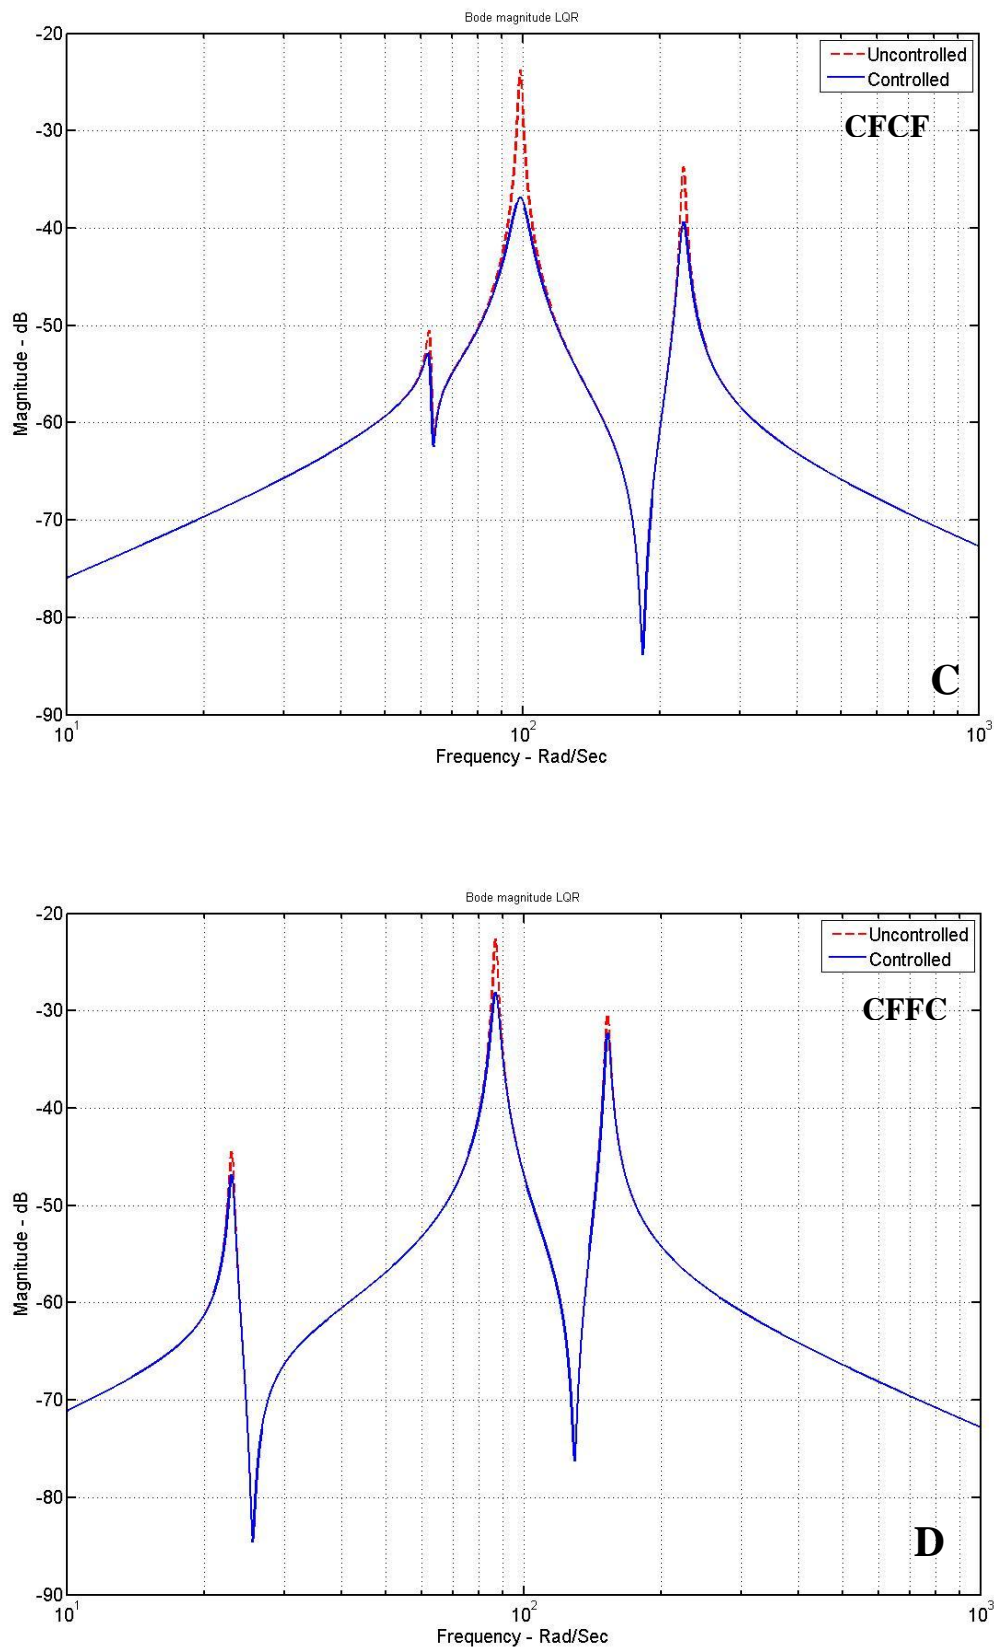 Bode magnitude LQR
-20
-30
-40
-50
-60
-70
-80
-90
Magnitude - dB
Uncontrolled
Controlled
CFCF
C
10^1
10^2
10^3
Frequency - Rad/Sec
Bode magnitude LQR
-20
-30
-40
-50
-60
-70
-80
-90
Magnitude - dB
Uncontrolled
Controlled
CFFC
D
10^1
10^2
10^3
Frequency - Rad/Sec